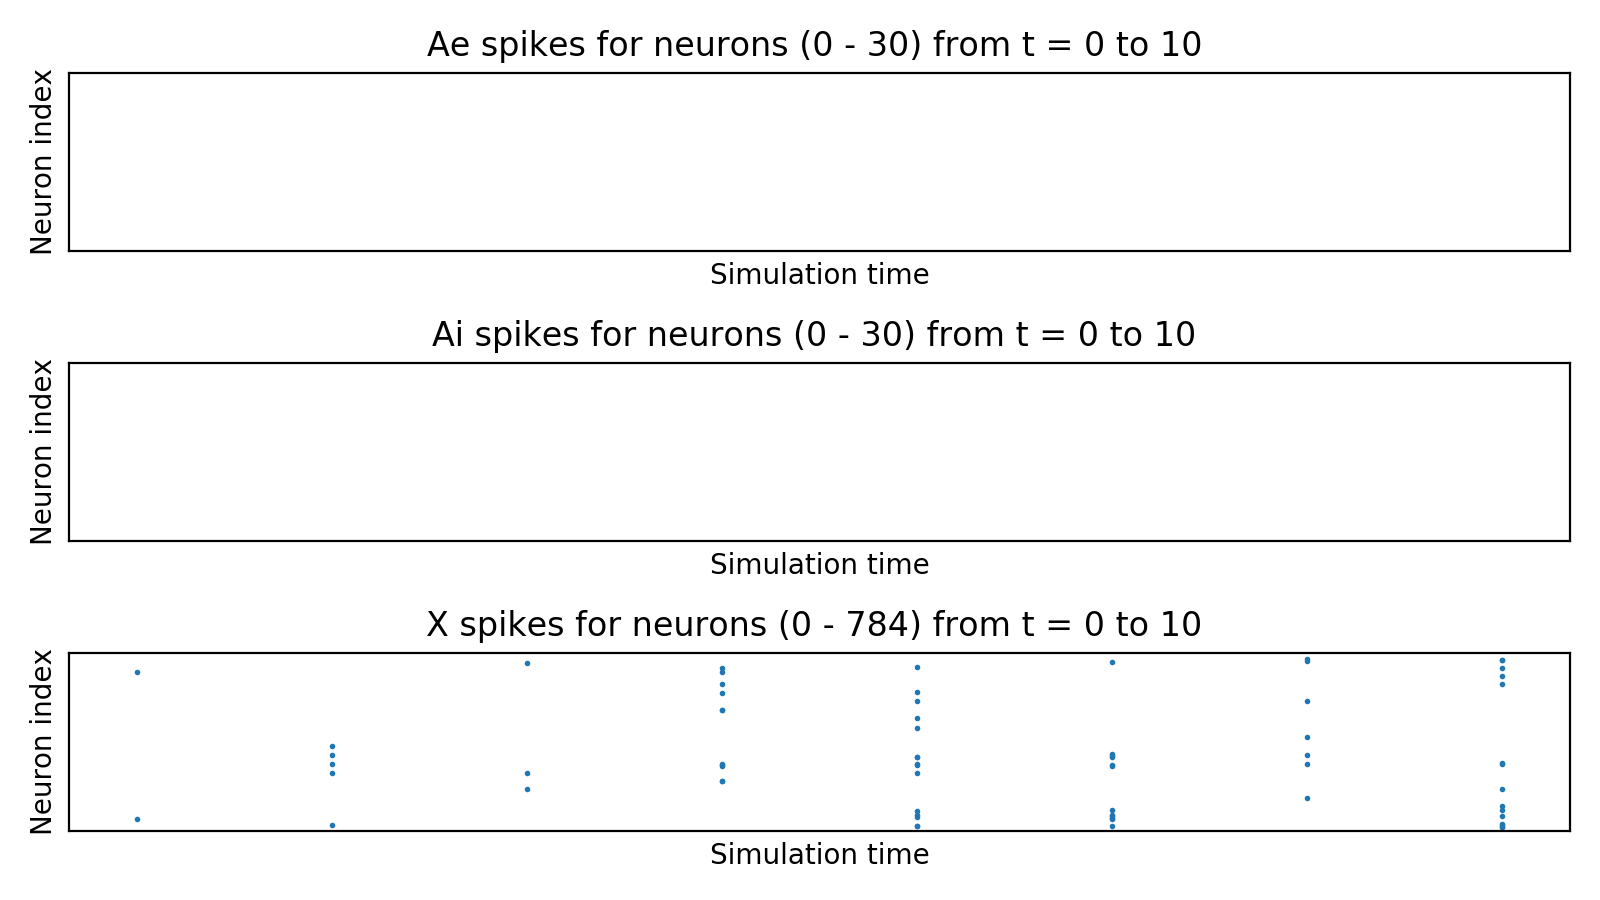 Ae spikes for neurons (0 - 30) from t = 0 to 10
Neuron index
Simulation time
Ai spikes for neurons (0 - 30) from t = 0 to 10
Neuron index
Simulation time
X spikes for neurons (0 - 784) from t = 0 to 10
Neuron index
Simulation time